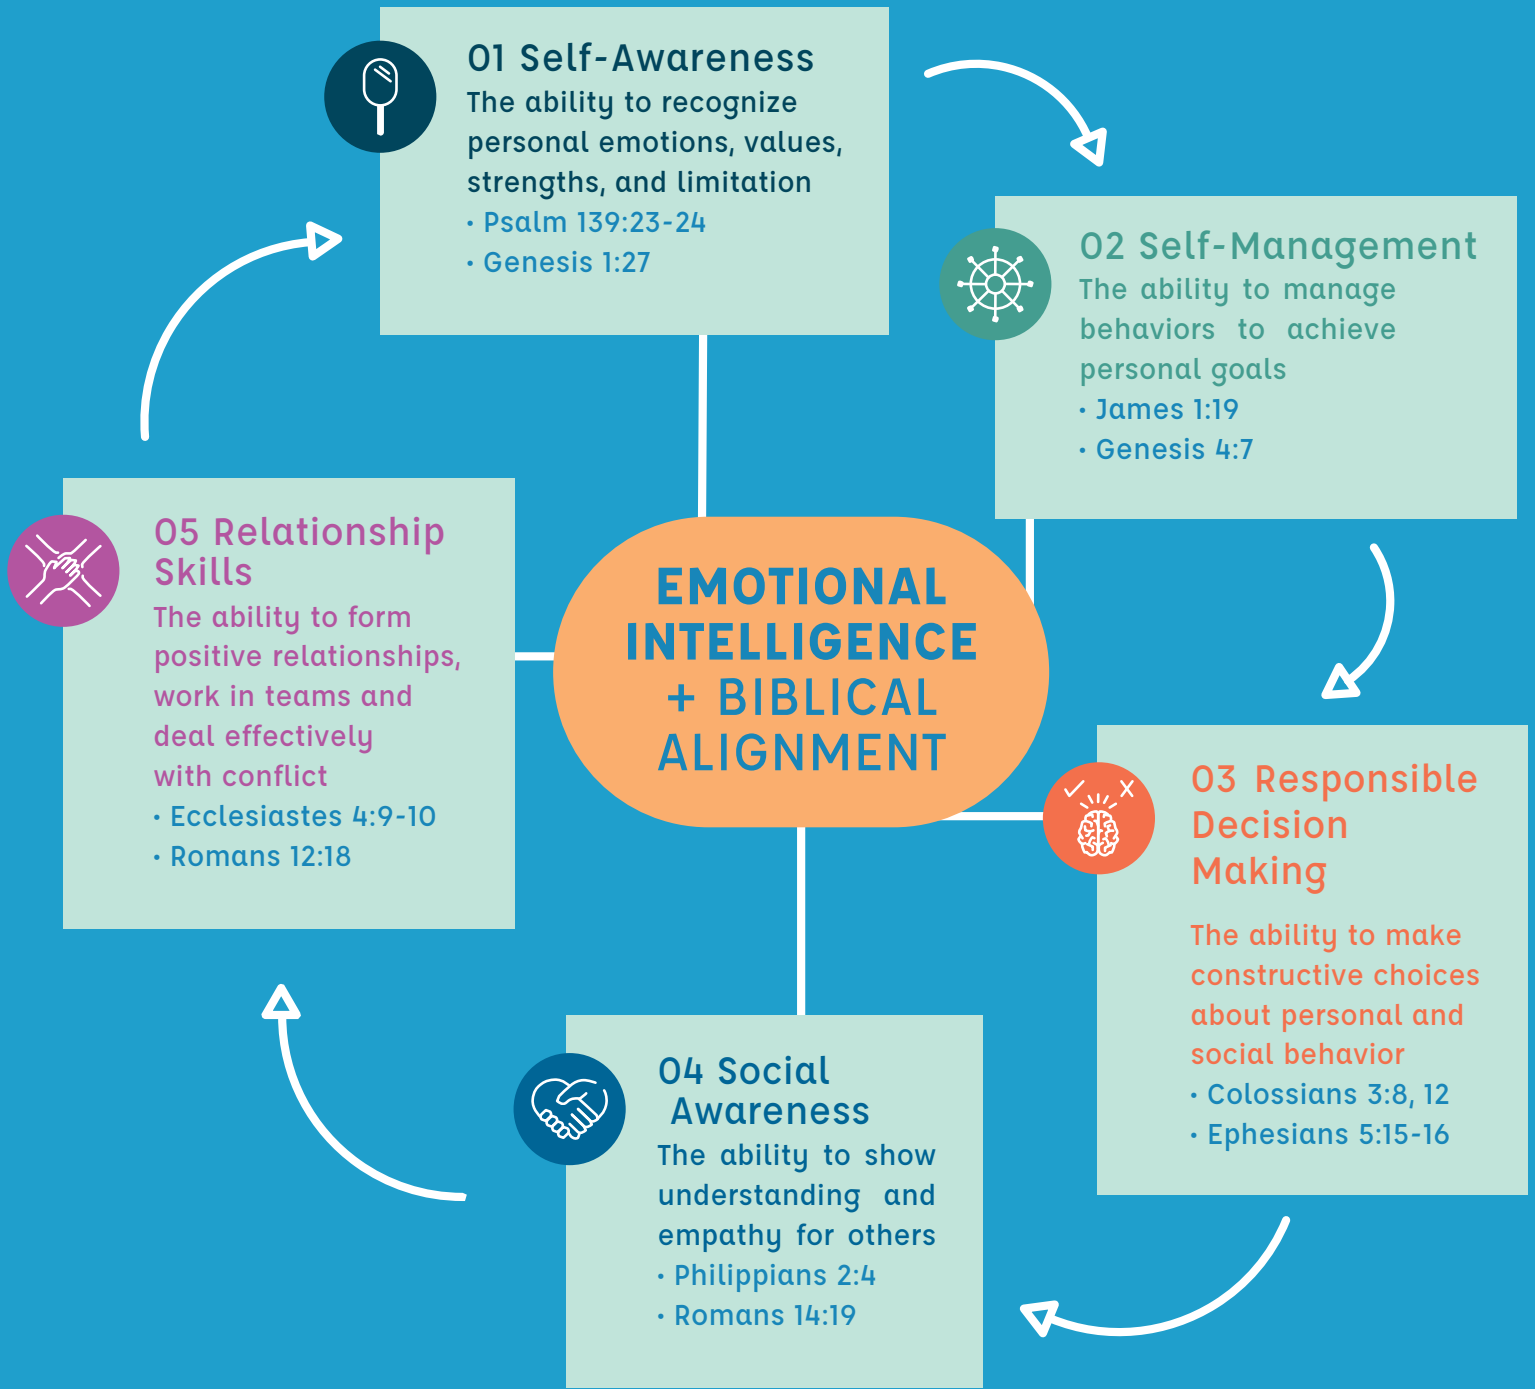 01 Self-Awareness
The ability to recognize
personal emotions, values,
strengths, and limitation
• Psalm 139:23-24
• Genesis 1:27
02 Self-Management
The ability to manage
behaviors to achieve
personal goals
• James 1:19
• Genesis 4:7
EMOTIONAL
INTELLIGENCE
+ BIBLICAL
ALIGNMENT
03 Responsible
Decision
Making
The ability to make
constructive choices
about personal and
social behavior
• Colossians 3:8, 12
• Ephesians 5:15-16
04 Social
Awareness
The ability to show
understanding and
empathy for others
• Philippians 2:4
• Romans 14:19
05 Relationship
Skills
The ability to form
positive relationships,
work in teams and
deal effectively
with conflict
• Ecclesiastes 4:9-10
• Romans 12:18